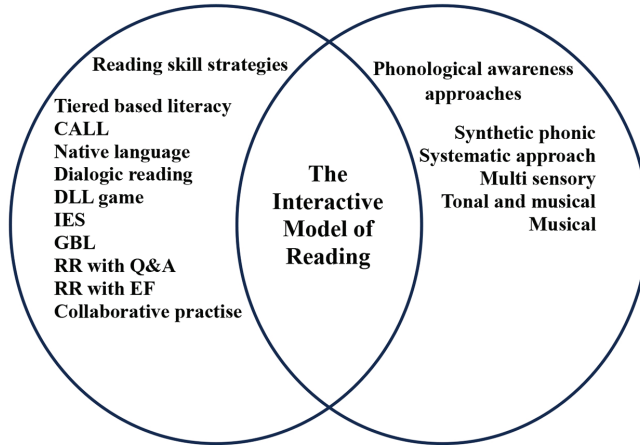 Reading skill strategies
Tiered based literacy
CALL
Native language
Dialogic reading
DLL game
IES
GBL
RR with Q&A
RR with EF
Collaborative practise
The
Interactive
Model of
Reading
Phonological awareness
approaches
Synthetic phonic
Systematic approach
Multi sensory
Tonal and musical
Musical